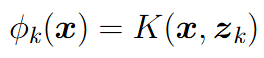 ϕₖ(𝒙) = K(𝒙, 𝒛ₖ)